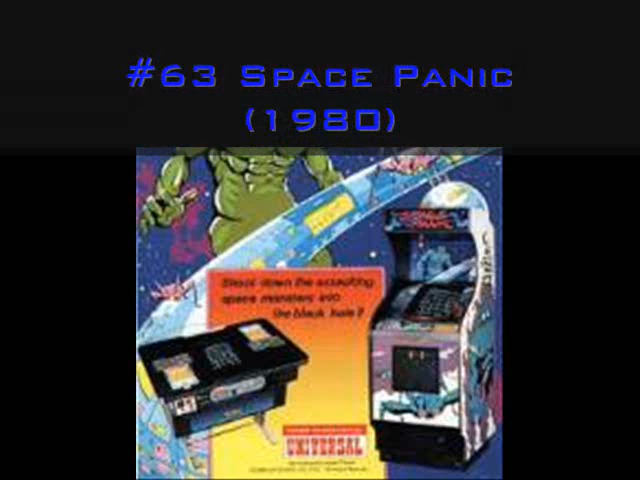 #63 Space Panic
(1980)
Shoot down the assaulting
space monsters into
the black hole!!
UNIVERSAL